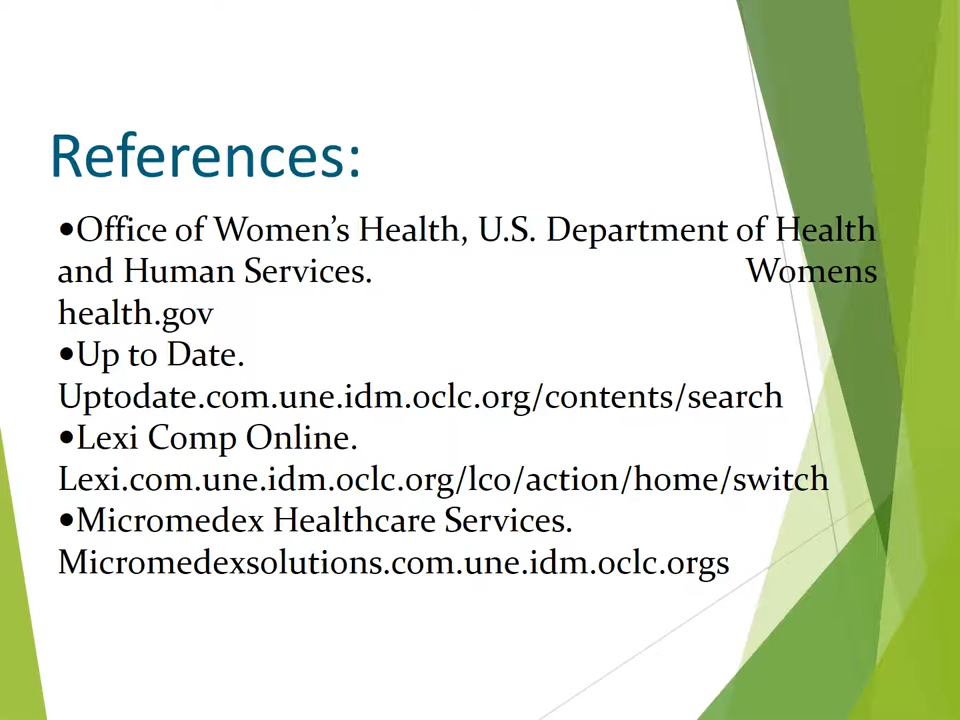 References:
•Office of Women’s Health, U.S. Department of Health
and Human Services. Womens
health.gov
•Up to Date.
Uptodate.com.une.idm.oclc.org/contents/search
•Lexi Comp Online.
Lexi.com.une.idm.oclc.org/lco/action/home/switch
•Micromedex Healthcare Services.
Micromedexsolutions.com.une.idm.oclc.orgs